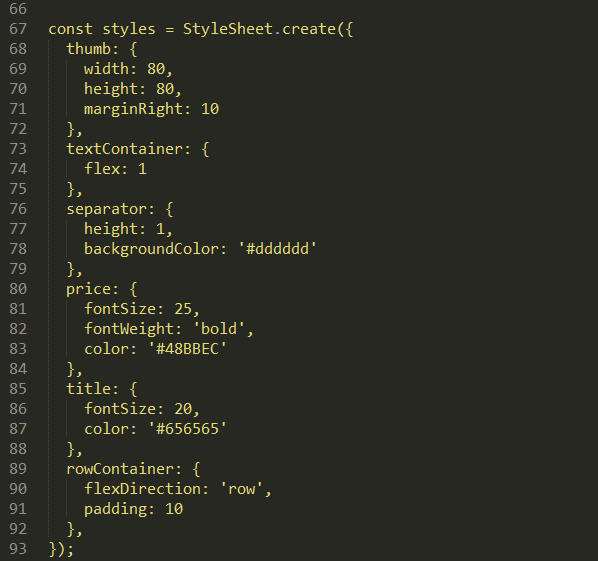 66
67 const styles = StyleSheet.create({
68   thumb: {
69     width: 80,
70     height: 80,
71     marginRight: 10
72   },
73   textContainer: {
74     flex: 1
75   },
76   separator: {
77     height: 1,
78     backgroundColor: '#dddddd'
79   },
80   price: {
81     fontSize: 25,
82     fontWeight: 'bold',
83     color: '#48BBEC'
84   },
85   title: {
86     fontSize: 20,
87     color: '#656565'
88   },
89   rowContainer: {
90     flexDirection: 'row',
91     padding: 10
92   },
93 });